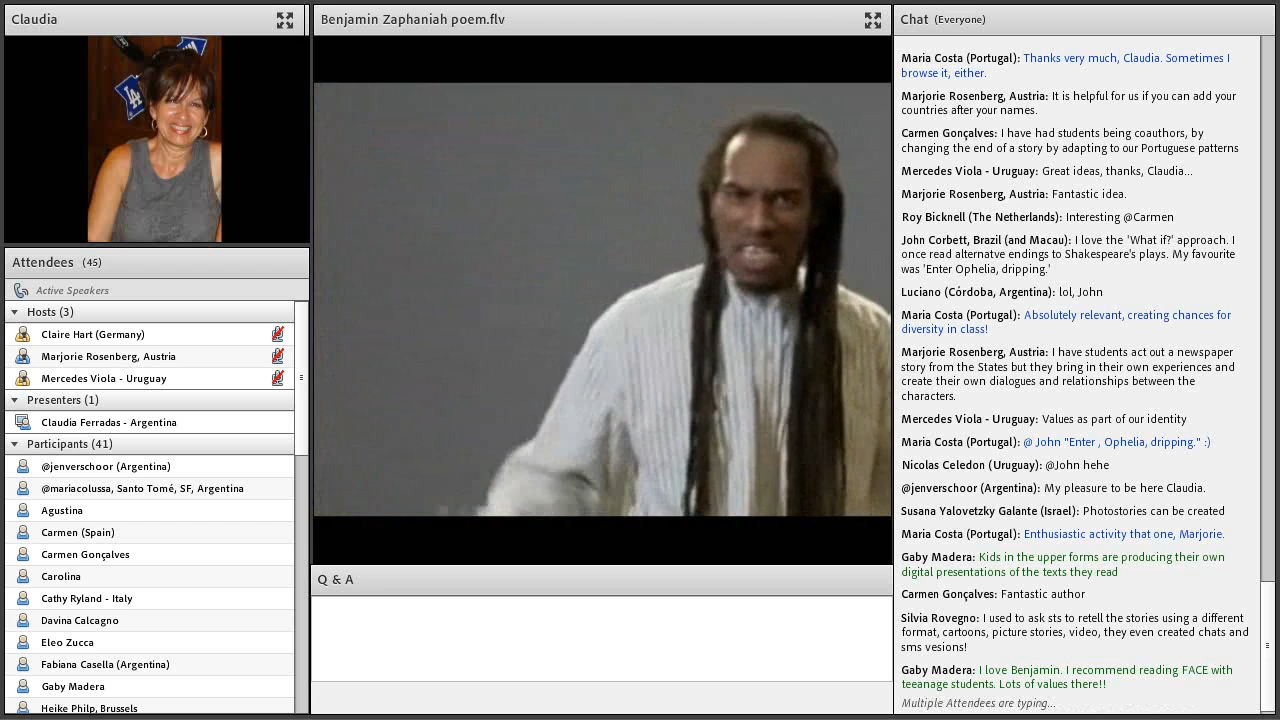 Claudia
LA
Attendees (45)
Active Speakers
Hosts (3)
Claire Hart (Germany)
Marjorie Rosenberg, Austria
Mercedes Viola - Uruguay
Presenters (1)
Claudia Ferradas - Argentina
Participants (41)
@jenverschoor (Argentina)
@mariacolussa, Santo Tomé, SF, Argentina
Agustina
Carmen (Spain)
Carmen Gonçalves
Carolina
Cathy Ryland - Italy
Davina Calcagno
Eleo Zucca
Fabiana Casella (Argentina)
Gaby Madera
Heike Philp, Brussels
Benjamin Zaphaniah poem.flv
Q & A
Chat (Everyone)
Maria Costa (Portugal): Thanks very much, Claudia. Sometimes I
browse it, either.
Marjorie Rosenberg, Austria: It is helpful for us if you can add your
countries after your names.
Carmen Gonçalves: I have had students being coauthors, by
changing the end of a story by adapting to our Portuguese patterns
Mercedes Viola - Uruguay: Great ideas, thanks, Claudia...
Marjorie Rosenberg, Austria: Fantastic idea.
Roy Bicknell (The Netherlands): Interesting @Carmen
John Corbett, Brazil (and Macau): I love the 'What if?' approach. I
once read alternatve endings to Shakespeare's plays. My favourite
was 'Enter Ophelia, dripping.'
Luciano (Córdoba, Argentina): lol, John
Maria Costa (Portugal): Absolutely relevant, creating chances for
diversity in class!
Marjorie Rosenberg, Austria: I have students act out a newspaper
story from the States but they bring in their own experiences and
create their own dialogues and relationships between the
characters.
Mercedes Viola - Uruguay: Values as part of our identity
Maria Costa (Portugal): @ John "Enter , Ophelia, dripping." :)
Nicolas Celedon (Uruguay): @John hehe
@jenverschoor (Argentina): My pleasure to be here Claudia.
Susana Yalovetzky Galante (Israel): Photostories can be created
Maria Costa (Portugal): Enthusiastic activity that one, Marjorie.
Gaby Madera: Kids in the upper forms are producing their own
digital presentations of the texts they read
Carmen Gonçalves: Fantastic author
Silvia Rovegno: I used to ask sts to retell the stories using a different
format, cartoons, picture stories, video, they even created chats and
sms vesions!
Gaby Madera: I love Benjamin. I recommend reading FACE with
teeanage students. Lots of values there!!
Multiple Attendees are typing...